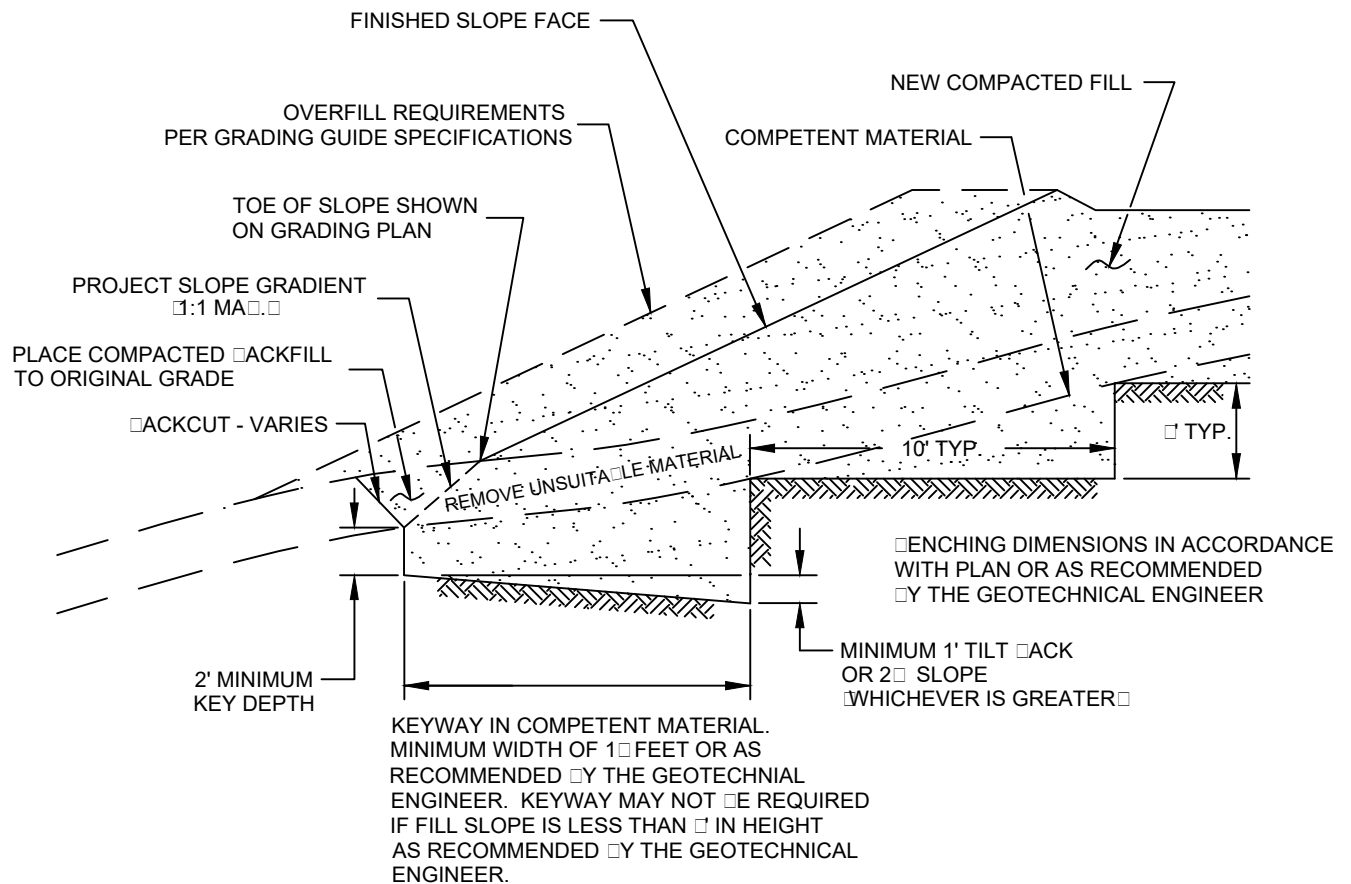 FINISHED SLOPE FACE
NEW COMPACTED FILL
OVERFILL REQUIREMENTS
PER GRADING GUIDE SPECIFICATIONS
COMPETENT MATERIAL
TOE OF SLOPE SHOWN
ON GRADING PLAN
PROJECT SLOPE GRADIENT
□1:1 MA□.□
PLACE COMPACTED □ACKFILL
TO ORIGINAL GRADE
□ACKCUT - VARIES
REMOVE UNSUITA□LE MATERIAL
10' TYP.
□' TYP.
□ENCHING DIMENSIONS IN ACCORDANCE
WITH PLAN OR AS RECOMMENDED
□Y THE GEOTECHNICAL ENGINEER
MINIMUM 1' TILT □ACK
OR 2□ SLOPE
□WHICHEVER IS GREATER□
2' MINIMUM
KEY DEPTH
KEYWAY IN COMPETENT MATERIAL.
MINIMUM WIDTH OF 1□ FEET OR AS
RECOMMENDED □Y THE GEOTECHNIAL
ENGINEER. KEYWAY MAY NOT □E REQUIRED
IF FILL SLOPE IS LESS THAN □' IN HEIGHT
AS RECOMMENDED □Y THE GEOTECHNICAL
ENGINEER.